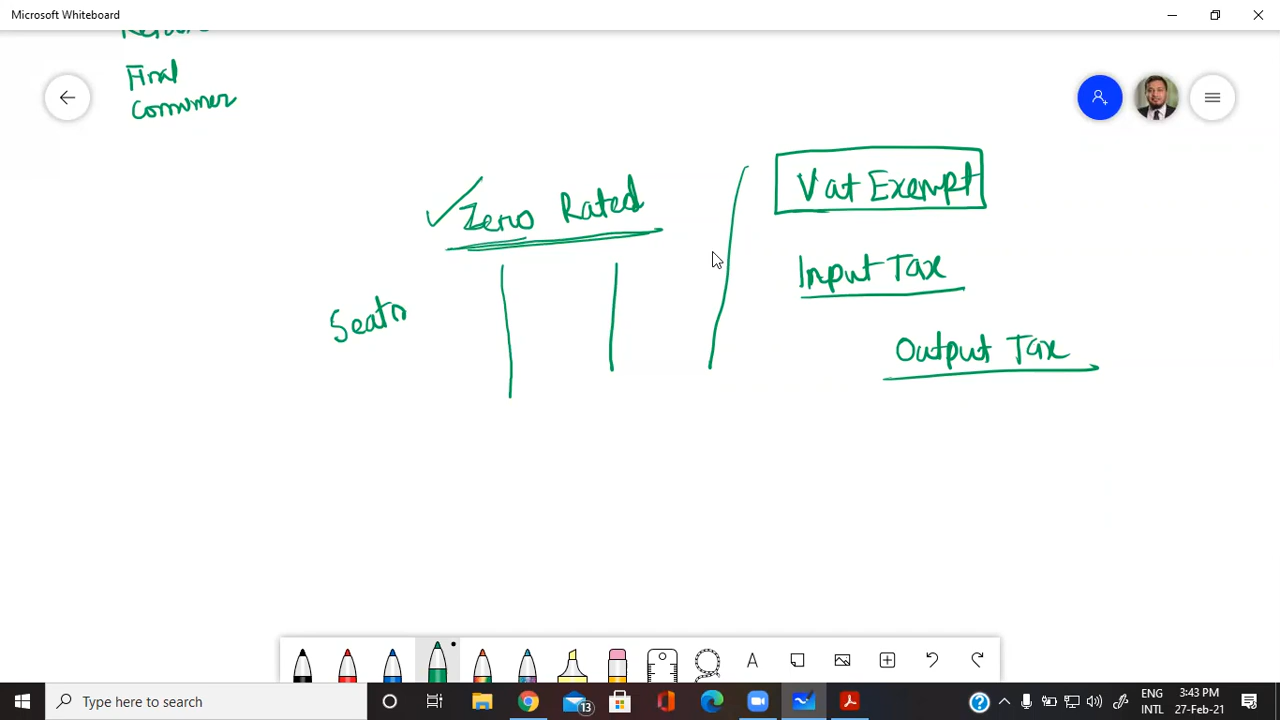 Microsoft Whiteboard
Final
Consumer
Zero Rated
Vat Exempt
Input Tax
Output Tax
A
Type here to search
13
ENG
INTL
3:43 PM
27-Feb-21